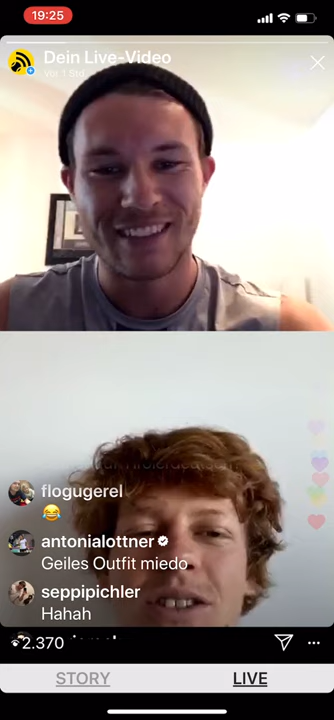 19:25
Dein Live-Video
Vor 1 Std.
flogugerel
😂
antonialottner
Geiles Outfit miedo
seppipichler
Hahah
2.370
STORY
LIVE